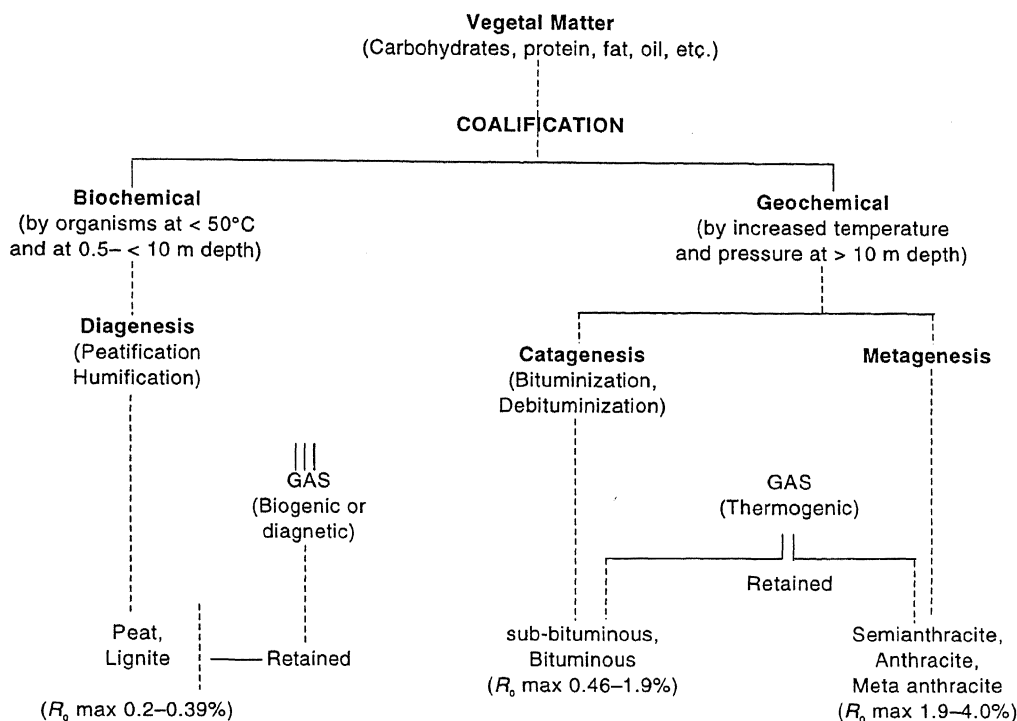 Vegetal Matter
(Carbohydrates, protein, fat, oil, etc.)
COALIFICATION
Biochemical
(by organisms at < 50°C
and at 0.5– < 10 m depth)
Geochemical
(by increased temperature
and pressure at > 10 m depth)
Diagenesis
(Peatification
Humification)
Catagenesis
(Bituminization,
Debituminization)
Metagenesis
GAS
(Biogenic or
diagnetic)
GAS
(Thermogenic)
Retained
Peat,
Lignite
Retained
(R₀ max 0.2–0.39%)
sub-bituminous,
Bituminous
(R₀ max 0.46–1.9%)
Semianthracite,
Anthracite,
Meta anthracite
(R₀ max 1.9–4.0%)